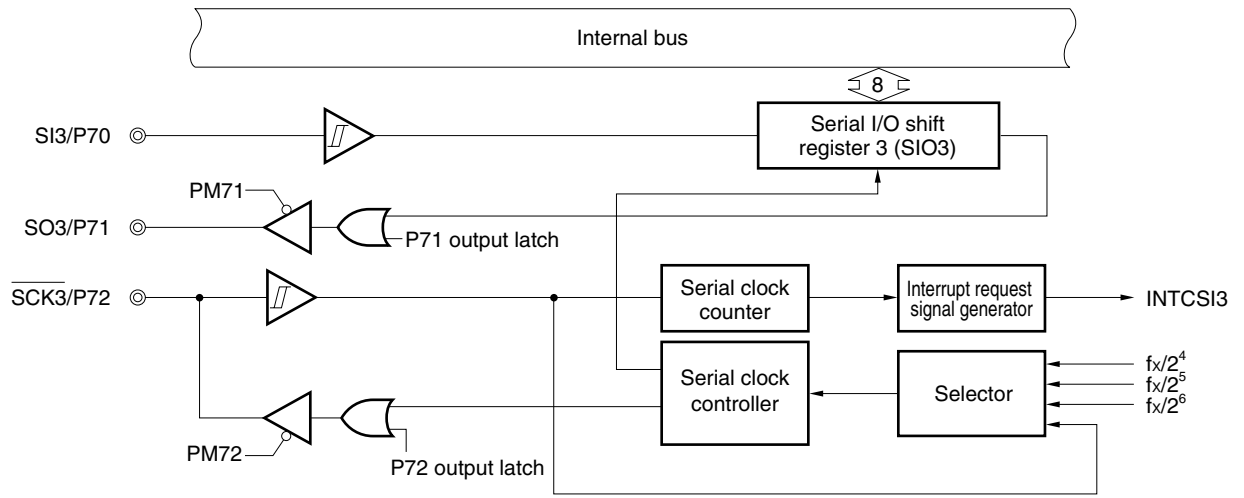 Internal bus
8
SI3/P70
Serial I/O shift
register 3 (SIO3)
PM71
SO3/P71
P71 output latch
SCK3/P72
Serial clock
counter
Interrupt request
signal generator
INTCSI3
Serial clock
controller
Selector
fx/2⁴
fx/2⁵
fx/2⁶
PM72
P72 output latch